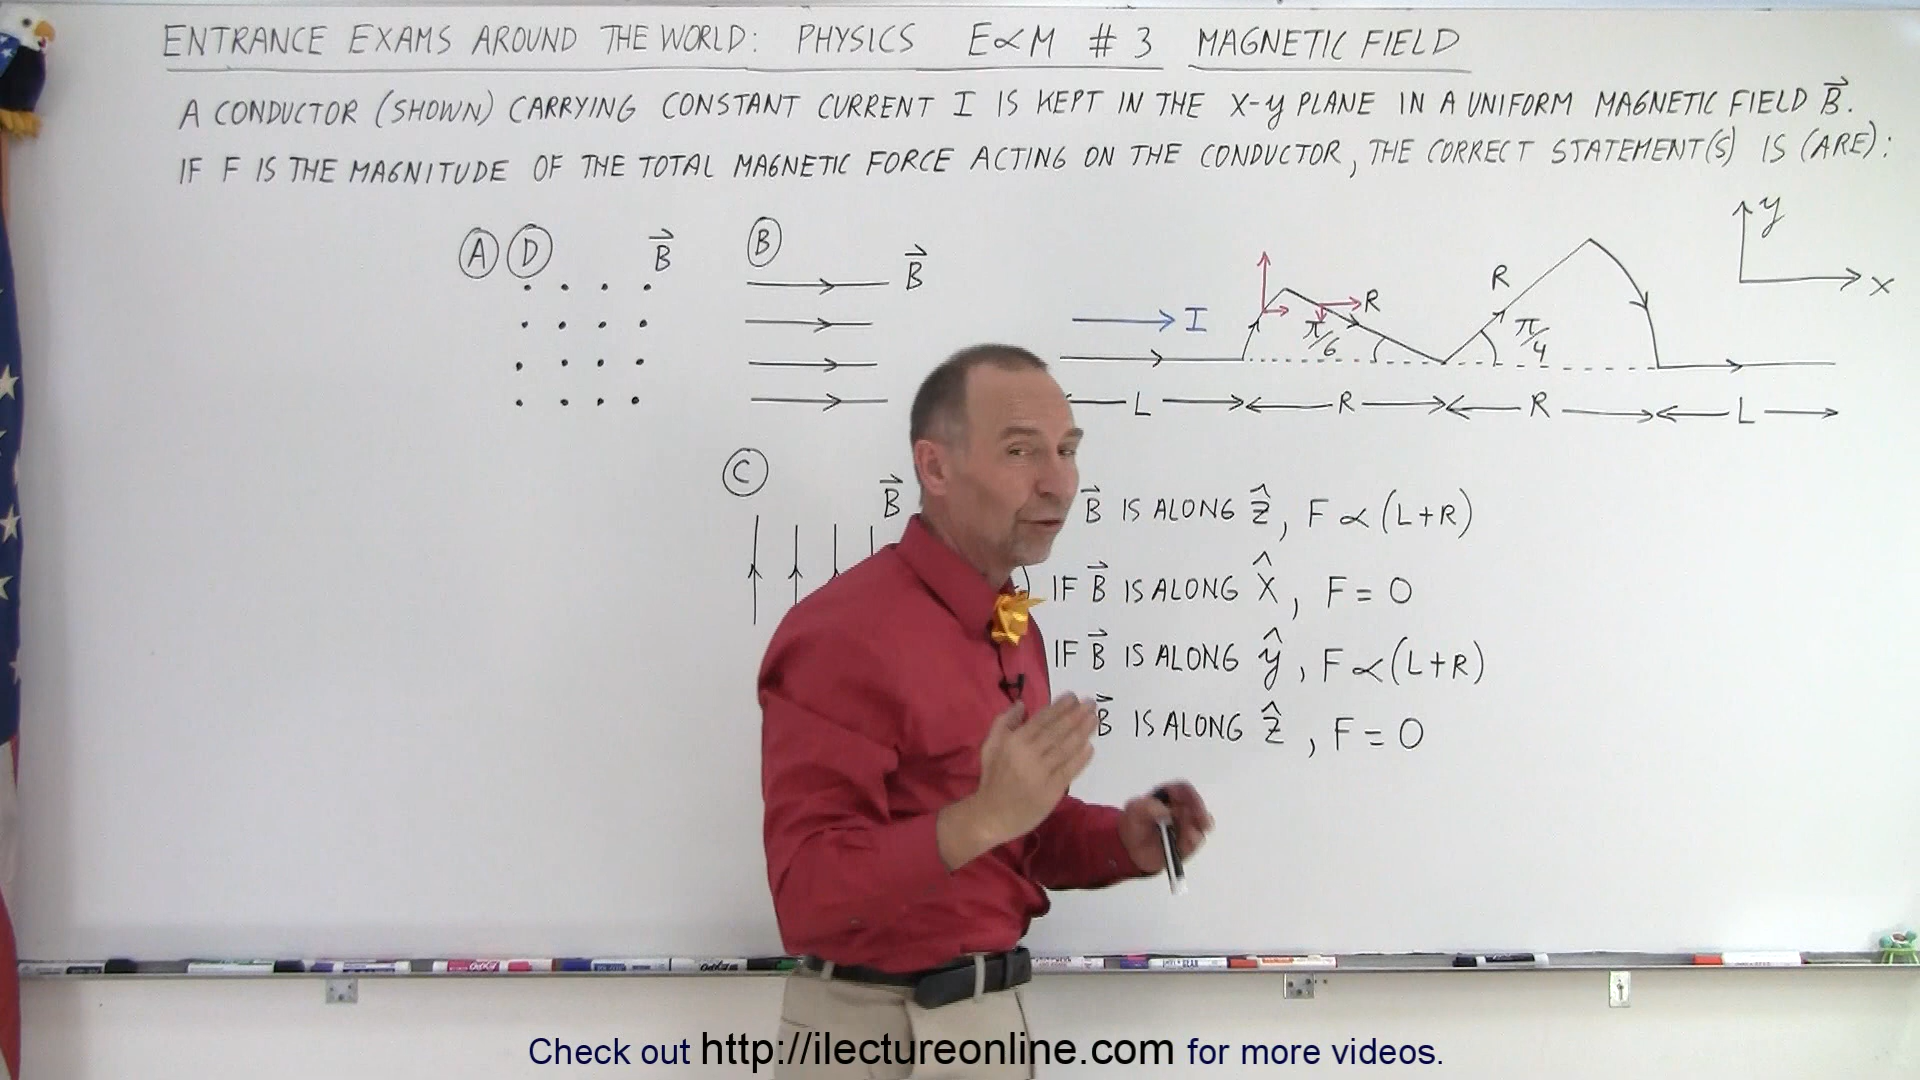 ENTRANCE EXAMS AROUND THE WORLD: PHYSICS E∝M # 3 MAGNETIC FIELD
A CONDUCTOR (SHOWN) CARRYING CONSTANT CURRENT I IS KEPT IN THE X-y PLANE IN A UNIFORM MAGNETIC FIELD B⃗.
IF F IS THE MAGNITUDE OF THE TOTAL MAGNETIC FORCE ACTING ON THE CONDUCTOR, THE CORRECT STATEMENT(S) IS (ARE):
A D B⃗
B B⃗
I R π/6 R π/4
y x
L R R L
C B⃗
B⃗ IS ALONG ẑ, F ∝ (L+R)
) IF B⃗ IS ALONG x̂, F = 0
IF B⃗ IS ALONG ŷ, F ∝ (L+R)
B⃗ IS ALONG ẑ, F = 0
Check out http://ilectureonline.com for more videos.